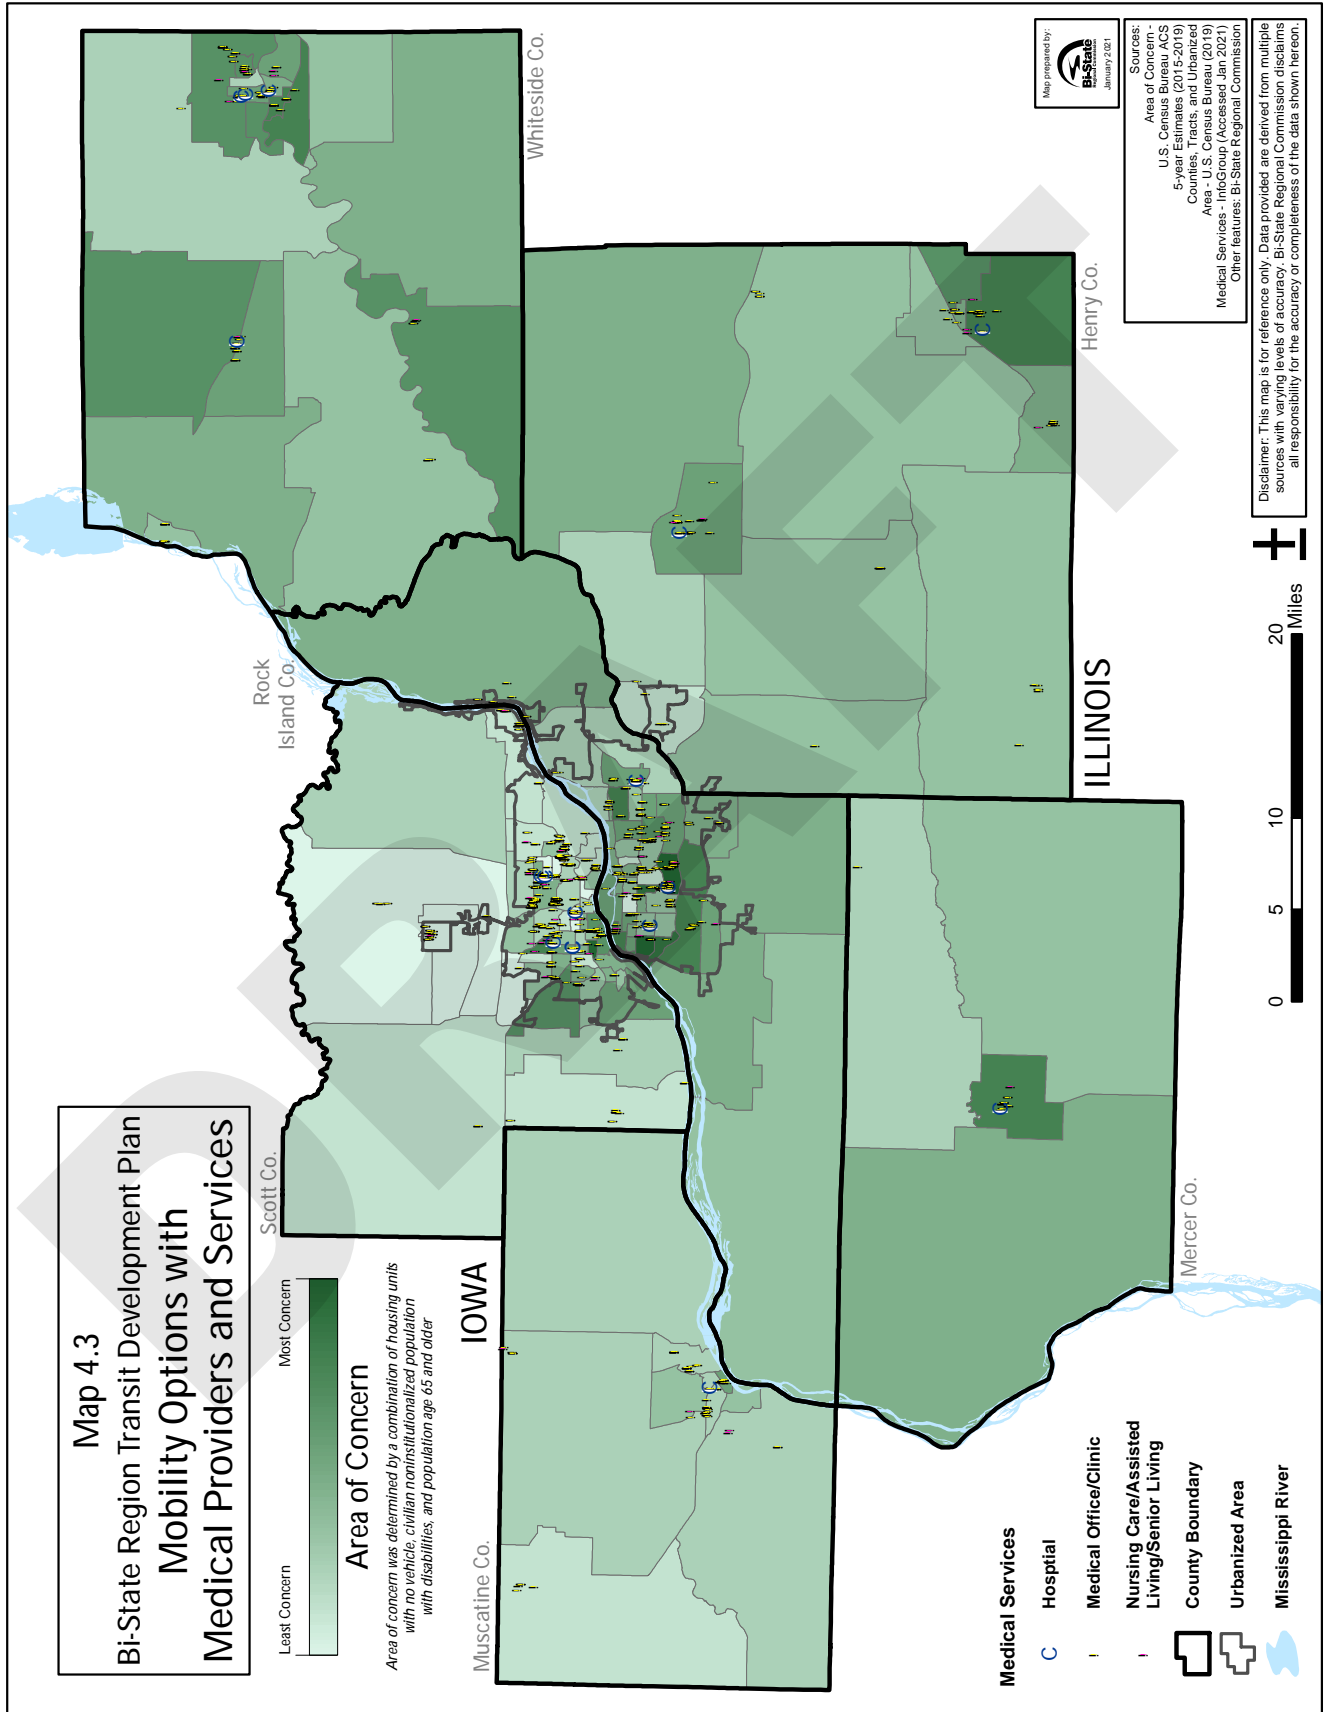 Map 4.3
Bi-State Region Transit Development Plan
Mobility Options with
Medical Providers and Services
Least Concern
Most Concern
Area of Concern
Area of concern was determined by a combination of housing units
with no vehicle, civilian noninstitutionalized population
with disabilities, and population age 65 and older
Scott Co.
Rock
Island Co.
Whiteside Co.
IOWA
Muscatine Co.
ILLINOIS
Henry Co.
Mercer Co.
DRAFT
Medical Services
C Hosptial
Medical Office/Clinic
Nursing Care/Assisted
Living/Senior Living
County Boundary
Urbanized Area
Mississippi River
0 5 10 20
Miles
Map prepared by:
Bi-State
Regional Commission
January 2021
Sources:
Area of Concern -
U.S. Census Bureau ACS
5-year Estimates (2015-2019)
Counties, Tracts, and Urbanized
Area - U.S. Census Bureau (2019)
Medical Services - InfoGroup (Accessed Jan 2021)
Other features: Bi-State Regional Commission
Disclaimer: This map is for reference only. Data provided are derived from multiple
sources with varying levels of accuracy. Bi-State Regional Commission disclaims
all responsibility for the accuracy or completeness of the data shown hereon.